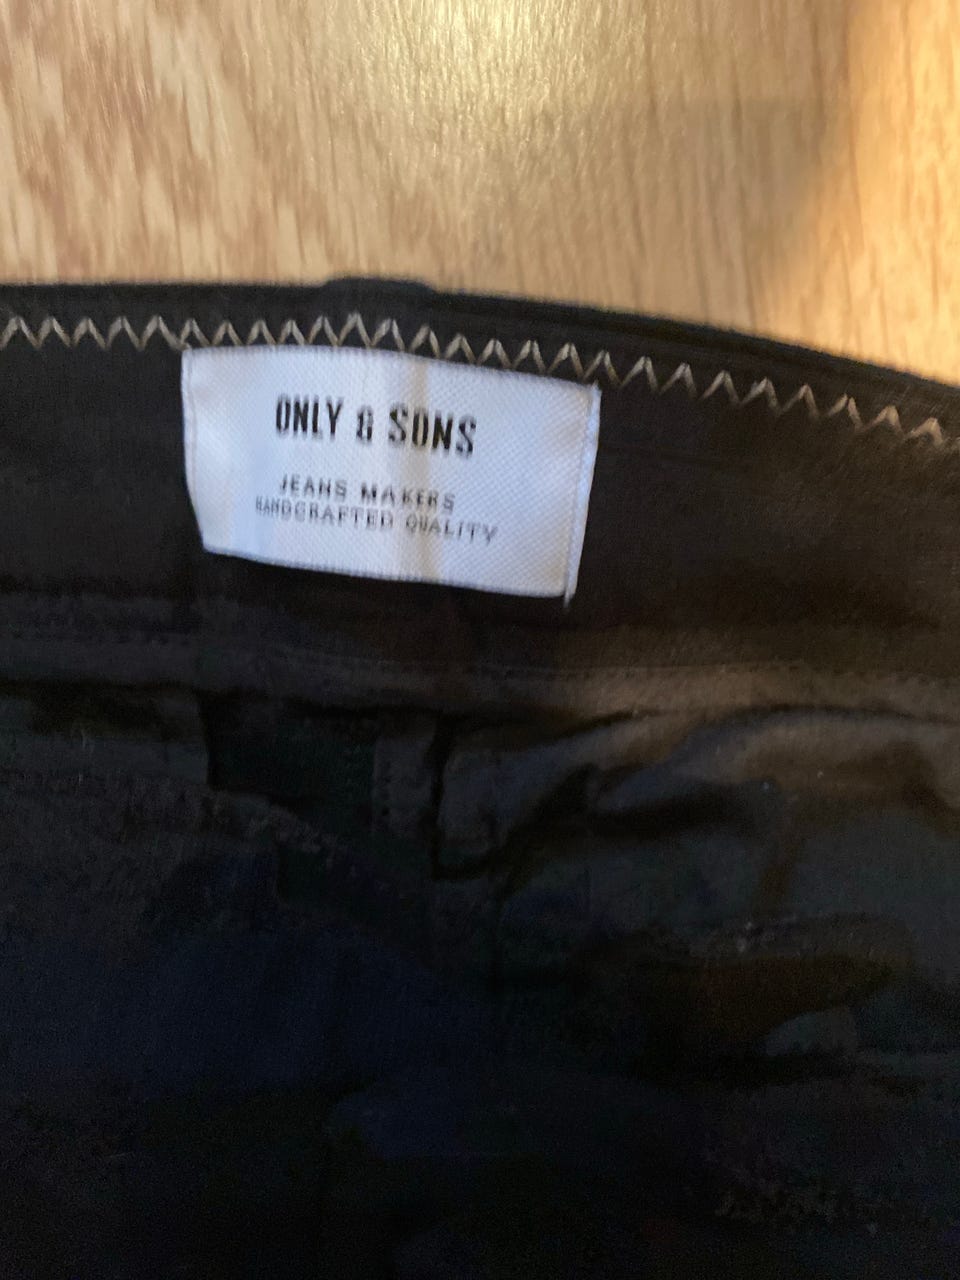 ONLY & SONS
JEANS MAKERS
HANDCRAFTED QUALITY